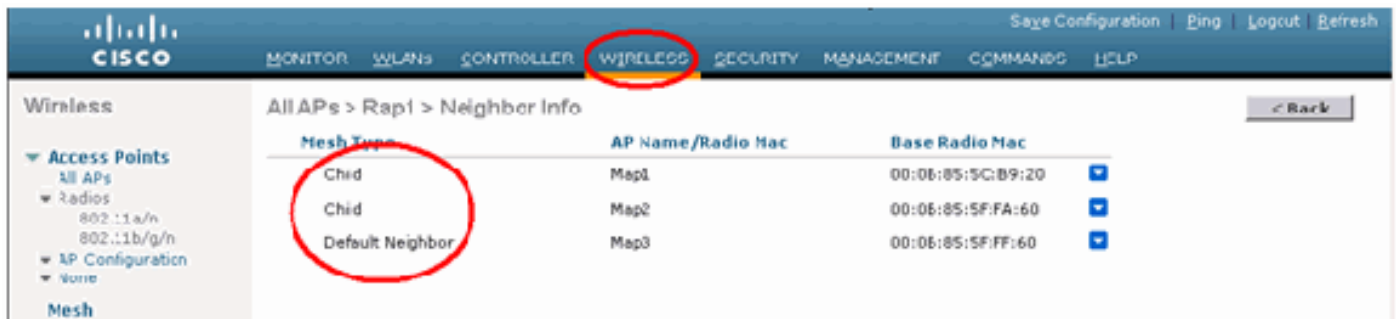 Save Configuration | Ping | Logout | Refresh
CISCO
MONITOR WLANs CONTROLLER WIRELESS SECURITY MANAGEMENT COMMANDS HELP
Wireless
All APs > Rap1 > Neighbor Info
< Back
Mesh Type AP Name/Radio Mac Base Radio Mac
Access Points
All APs
Radios
802.11a/n
802.11b/g/n
AP Configuration
None
Mesh
Child Map1 00:0B:85:5C:B9:20
Child Map2 00:0B:85:5F:FA:60
Default Neighbor Map3 00:0B:85:5F:FF:60